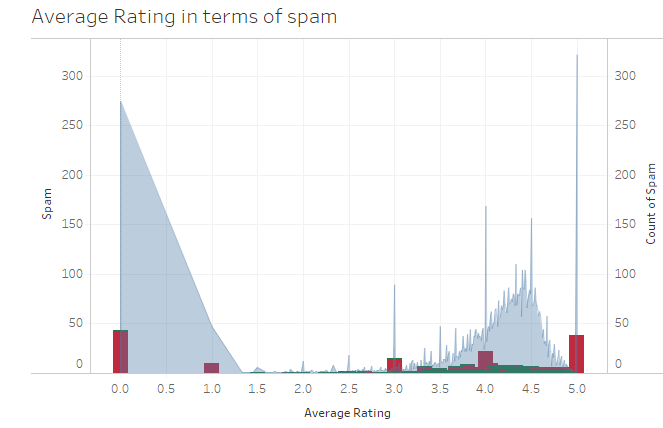 Average Rating in terms of spam
300 300
250 250
200 200
150 150
100 100
50 50
0 0
Spam
Count of Spam
0.0 0.5 1.0 1.5 2.0 2.5 3.0 3.5 4.0 4.5 5.0
Average Rating